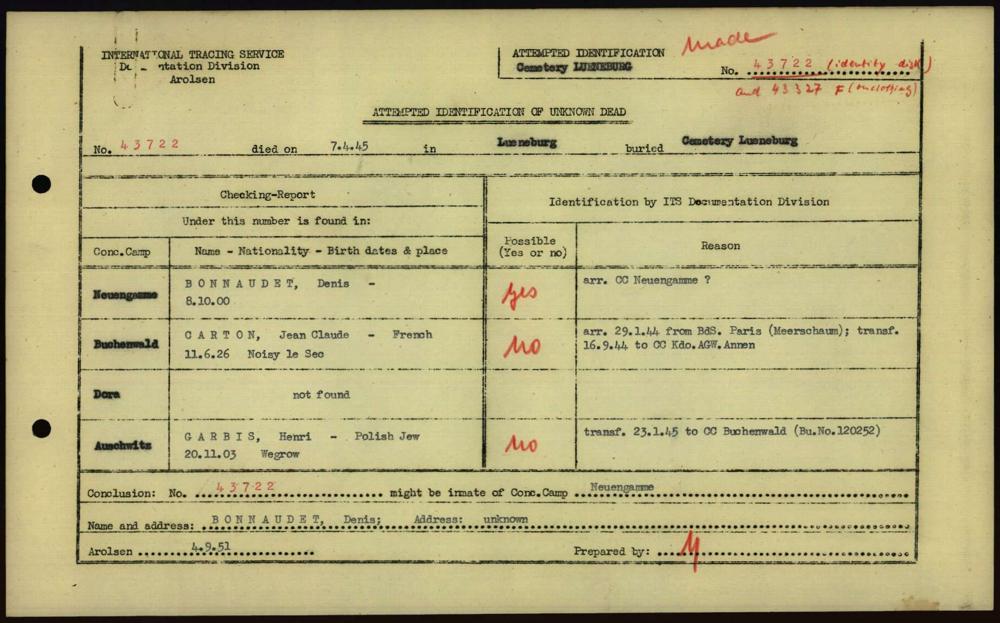 INTERNATIONAL TRACING SERVICE
Documentation Division
Arolsen
ATTEMPTED IDENTIFICATION made
Cemetery LUENEBURG
No. 43722 (identity disk)
and 43327 F (on clothing)
ATTEMPTED IDENTIFICATION OF UNKNOWN DEAD
No. 43722 died on 7.4.45 in Lueneburg buried Cemetery Lueneburg
Checking-Report
Under this number is found in:
Identification by ITS Documentation Division
Conc.Camp Name - Nationality - Birth dates & place Possible (Yes or no) Reason
Neuengamme BONNAUDET, Denis - yes arr. CC Neuengamme ?
8.10.00
Buchenwald CARTON, Jean Claude - French no arr. 29.1.44 from BdS. Paris (Meerschaum); transf.
11.6.26 Noisy le Sec 16.9.44 to CC Kdo.AGW.Annen
Dora not found
Auschwitz GARBIS, Henri - Polish Jew no transf. 23.1.45 to CC Buchenwald (Bu.No.120252)
20.11.03 Wegrow
Conclusion: No. 43722 might be inmate of Conc.Camp Neuengamme
Name and address: BONNAUDET, Denis; Address: unknown
Arolsen 4.9.51 Prepared by: